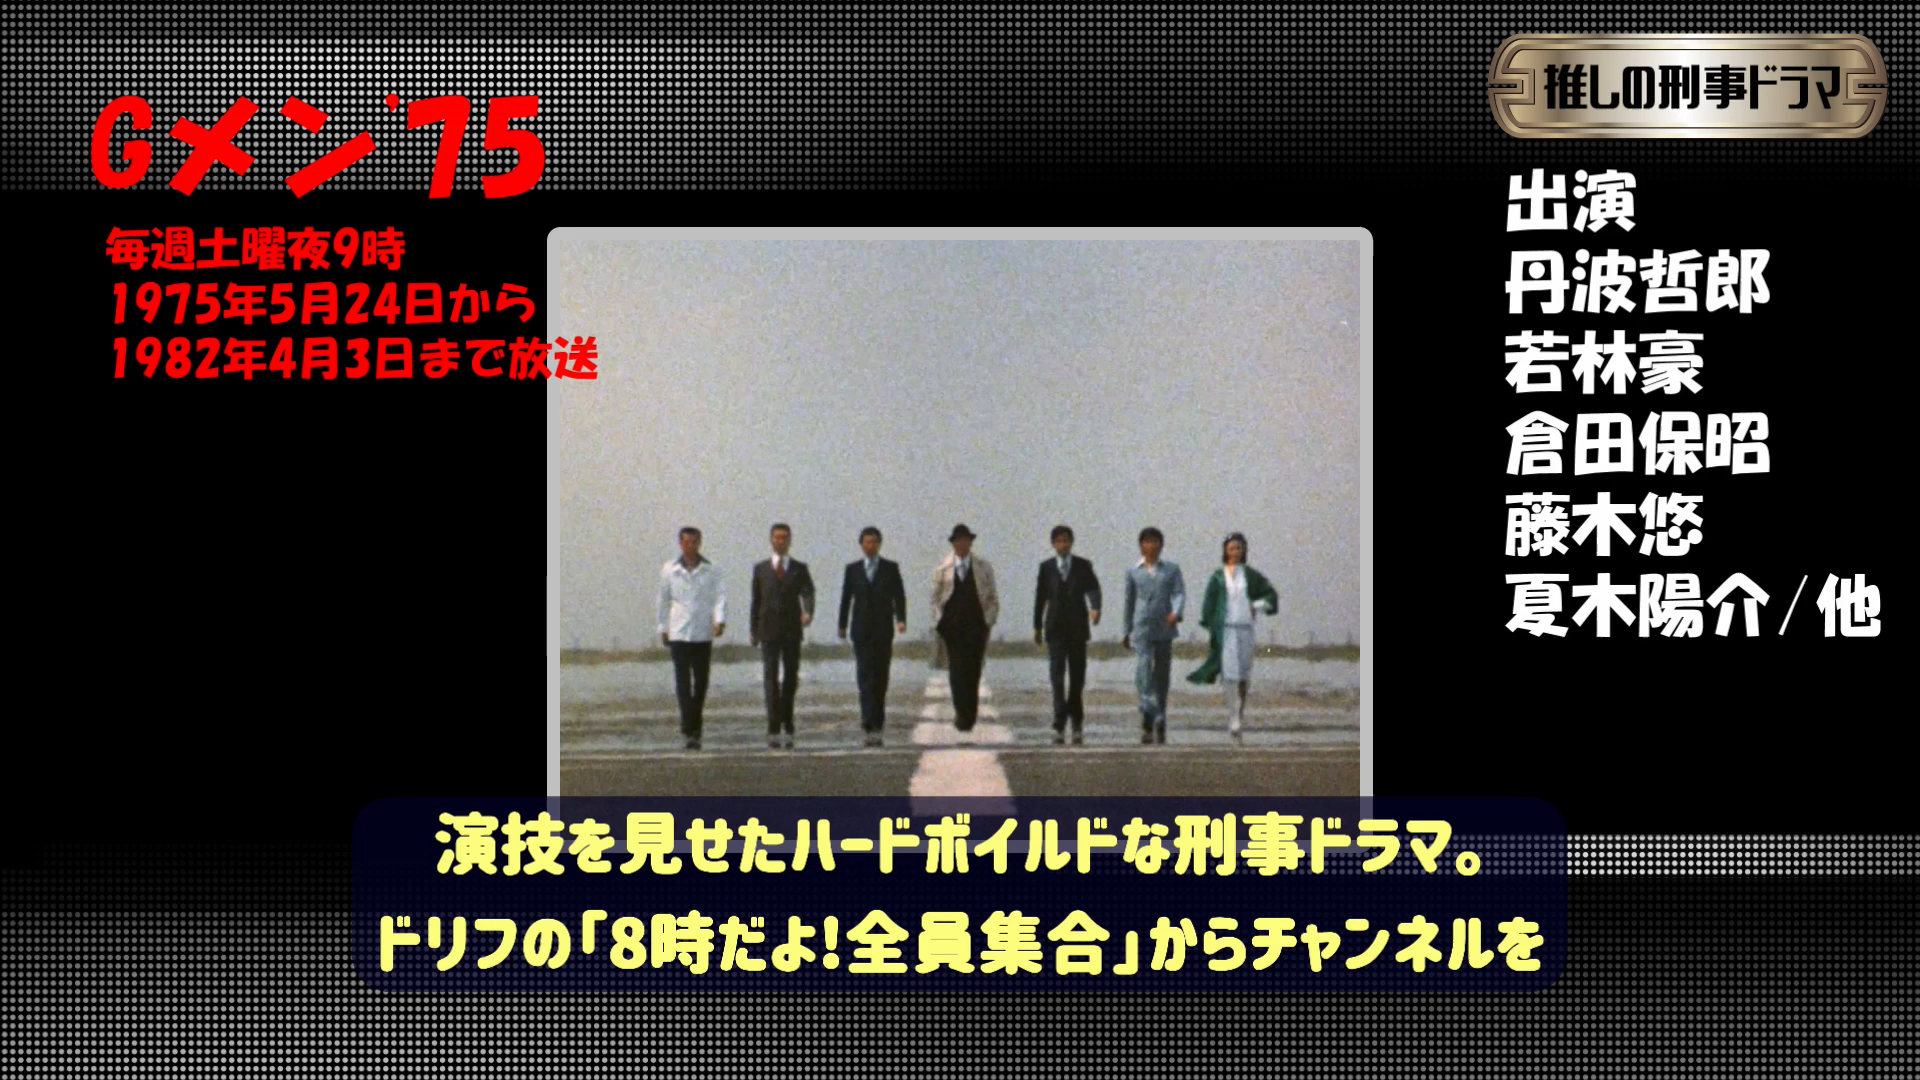 Gメン'75
毎週土曜夜9時
1975年5月24日から
1982年4月3日まで放送
推しの刑事ドラマ
出演
丹波哲郎
若林豪
倉田保昭
藤木悠
夏木陽介/他
演技を見せたハードボイルドな刑事ドラマ。
ドリフの「8時だよ!全員集合」からチャンネルを